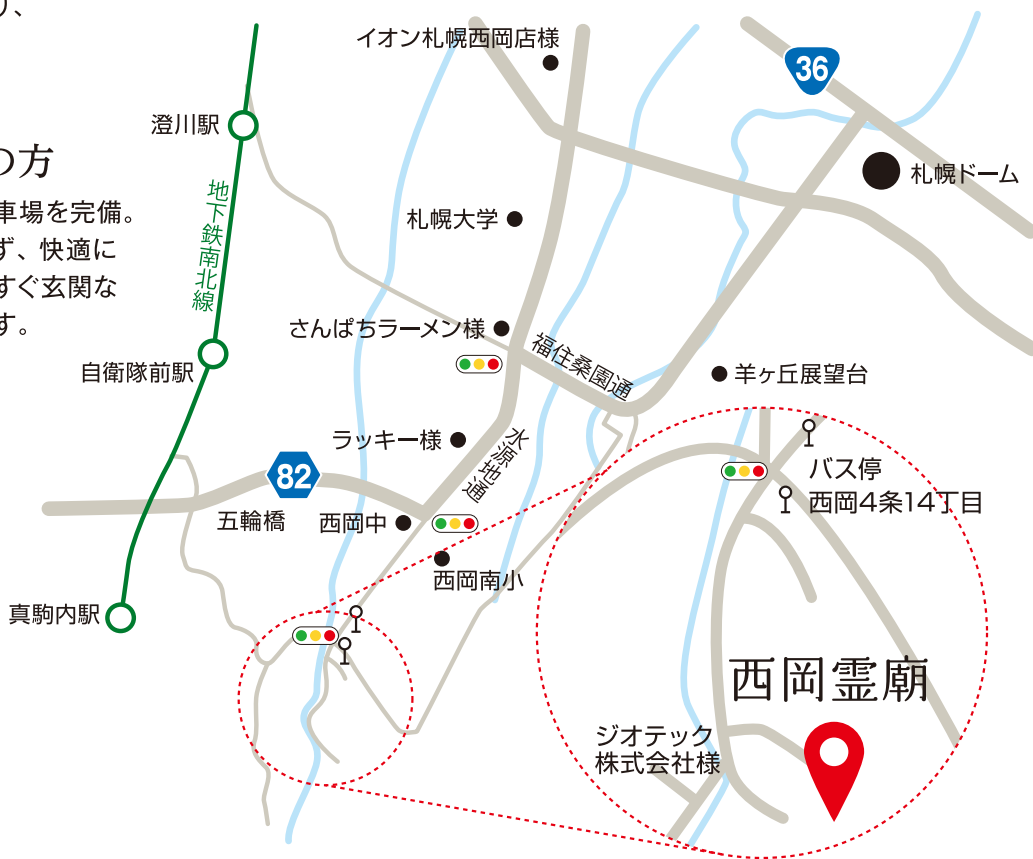 り、
の方
車場を完備。
ず、快適に
すぐ玄関な
す。
イオン札幌西岡店様
36
澄川駅
札幌ドーム
地下鉄南北線
札幌大学
さんぱちラーメン様
福住桑園通
自衛隊前駅
羊ヶ丘展望台
ラッキー様
水源地通
82
バス停
西岡4条14丁目
五輪橋
西岡中
西岡南小
真駒内駅
西岡霊廟
ジオテック
株式会社様